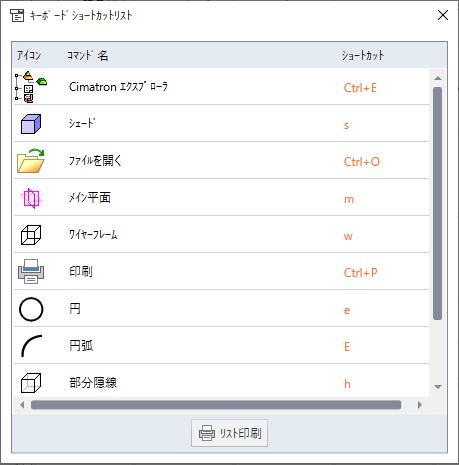 ｷｰﾎﾞｰﾄﾞｼｮｰﾄｶｯﾄﾘｽﾄ
ｱｲｺﾝ ｺﾏﾝﾄﾞ名 ｼｮｰﾄｶｯﾄ
Cimatron ｴｸｽﾌﾟﾛｰﾗ Ctrl+E
ｼｪｰﾄﾞ s
ﾌｧｲﾙを開く Ctrl+O
ﾒｲﾝ平面 m
ﾜｲﾔｰﾌﾚｰﾑ w
印刷 Ctrl+P
円 e
円弧 E
部分隠線 h
ﾘｽﾄ印刷